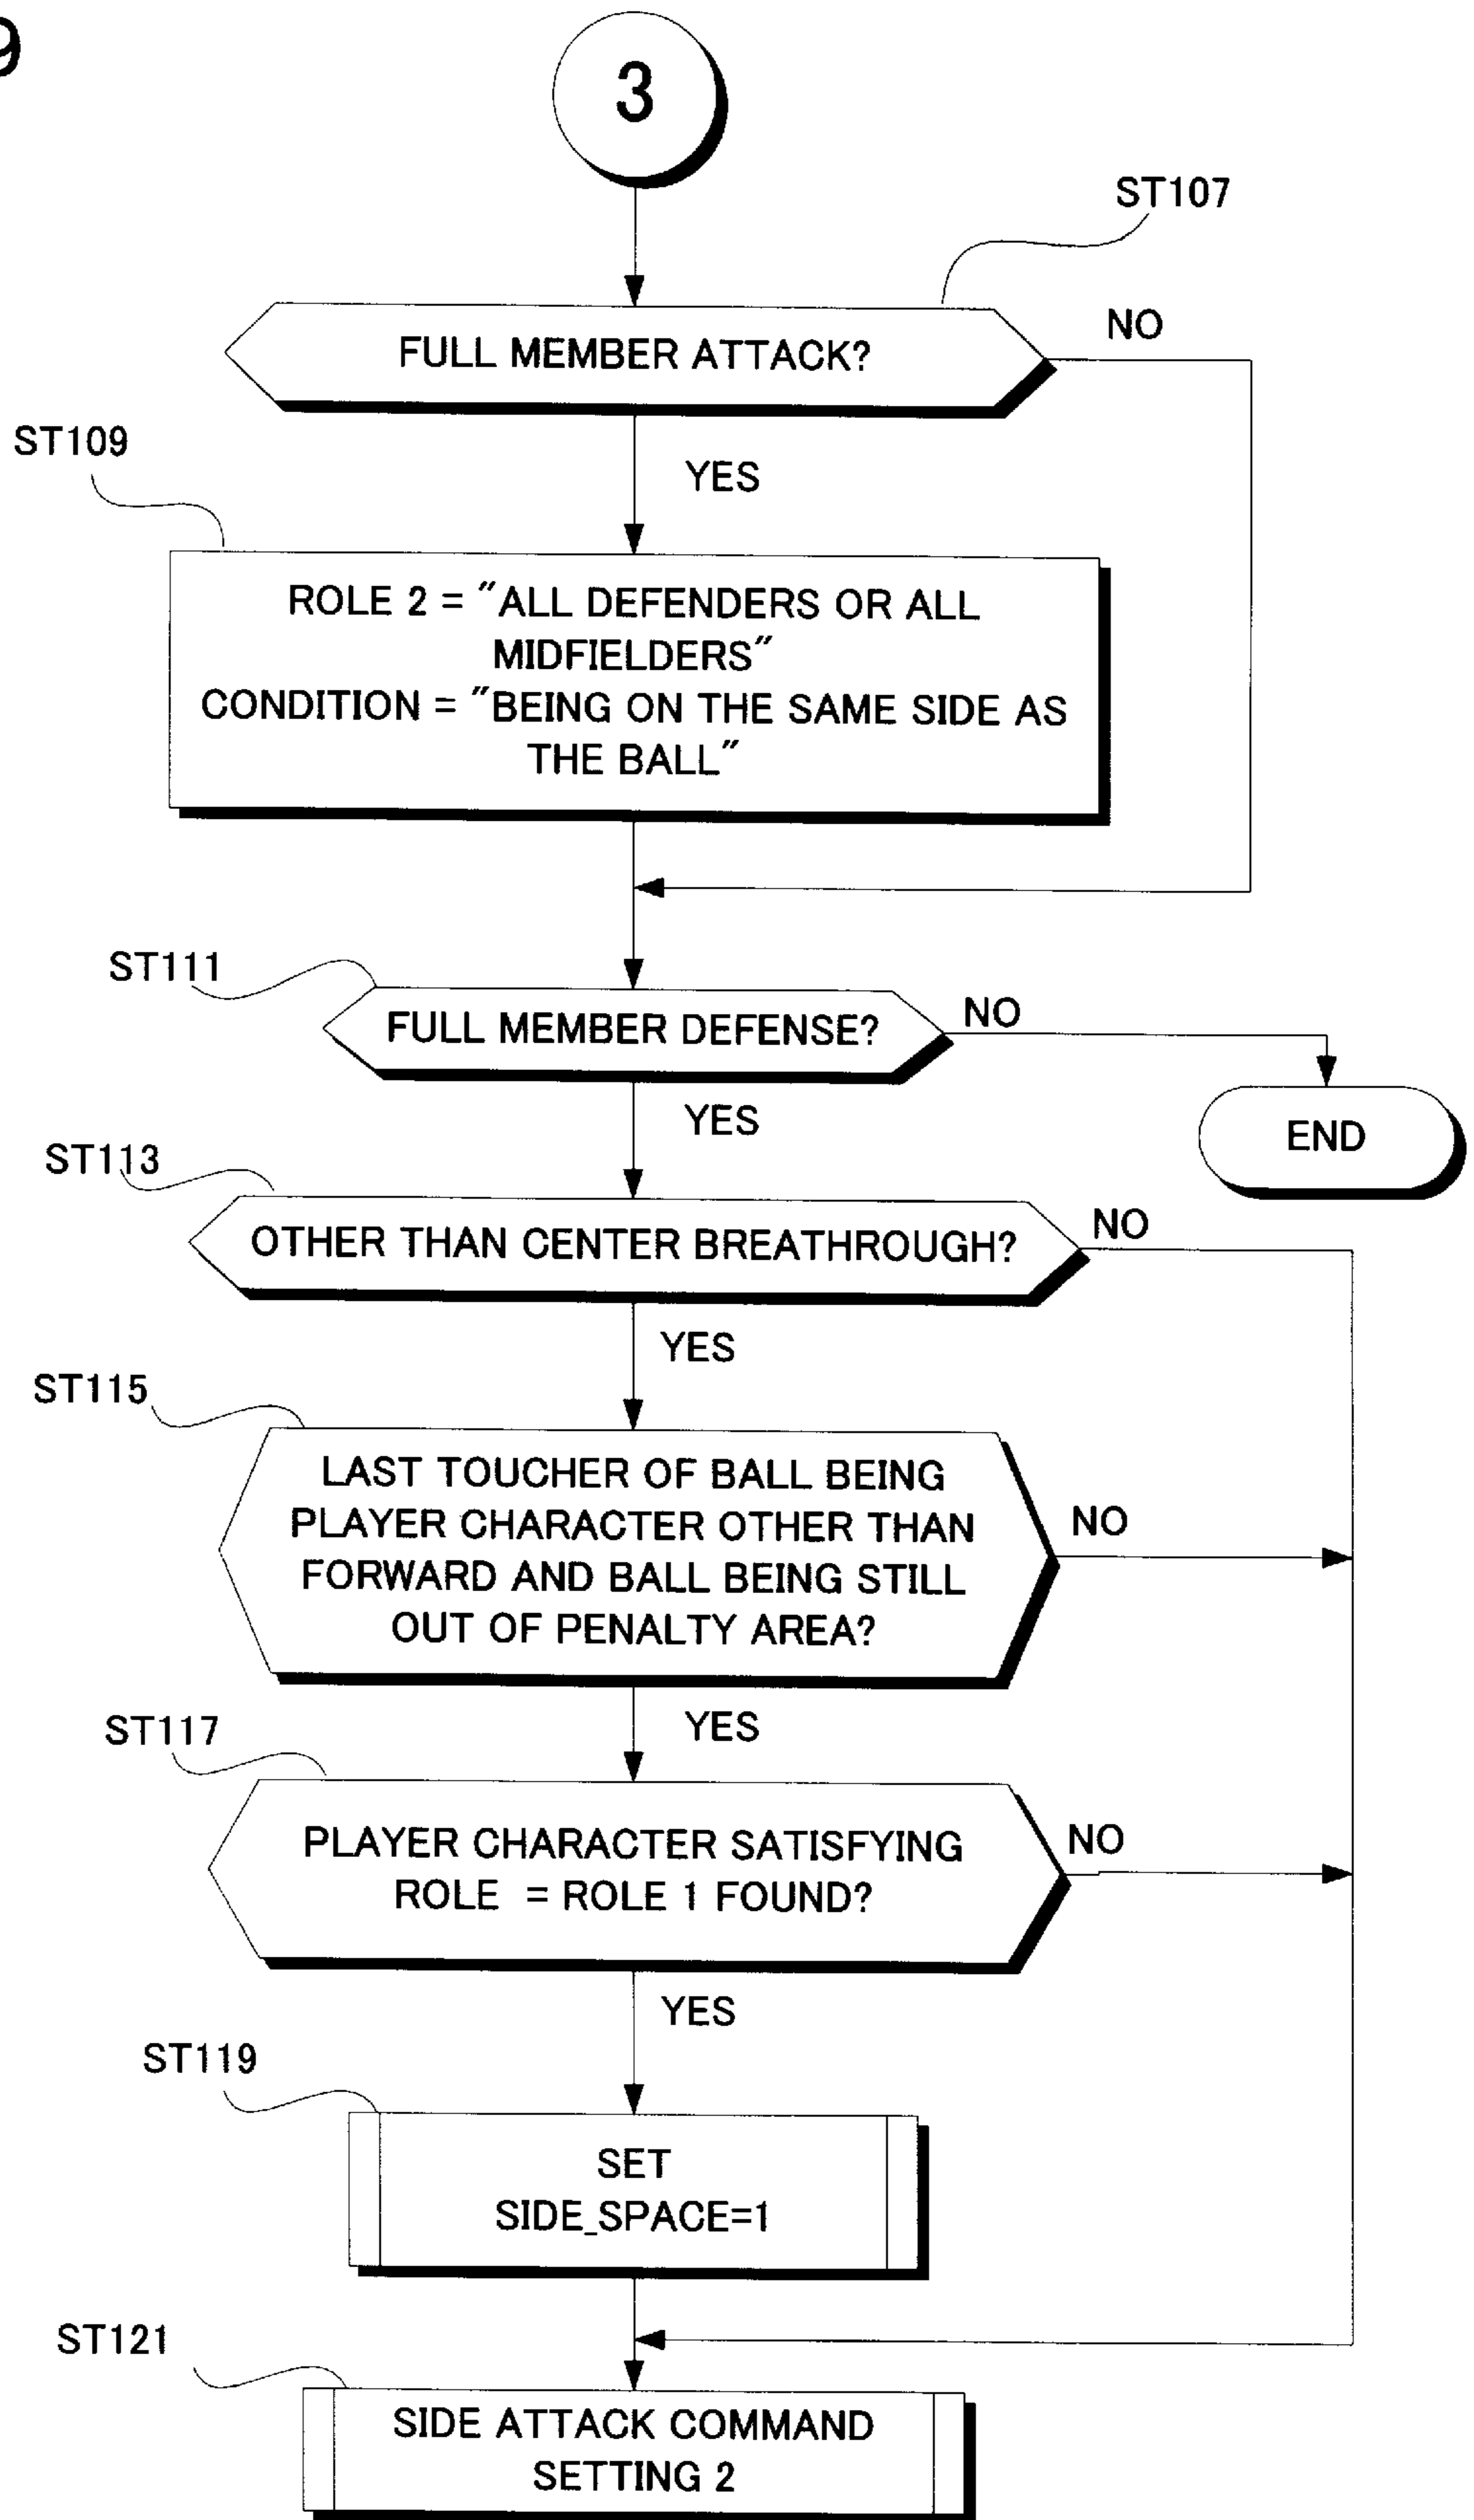 9
3
ST107
FULL MEMBER ATTACK?
NO
ST109
YES
ROLE 2 = "ALL DEFENDERS OR ALL
MIDFIELDERS"
CONDITION = "BEING ON THE SAME SIDE AS
THE BALL"
ST111
FULL MEMBER DEFENSE?
NO
YES
END
ST113
OTHER THAN CENTER BREATHROUGH?
NO
YES
ST115
LAST TOUCHER OF BALL BEING
PLAYER CHARACTER OTHER THAN
FORWARD AND BALL BEING STILL
OUT OF PENALTY AREA?
NO
YES
ST117
PLAYER CHARACTER SATISFYING
ROLE = ROLE 1 FOUND?
NO
YES
ST119
SET
SIDE_SPACE=1
ST121
SIDE ATTACK COMMAND
SETTING 2